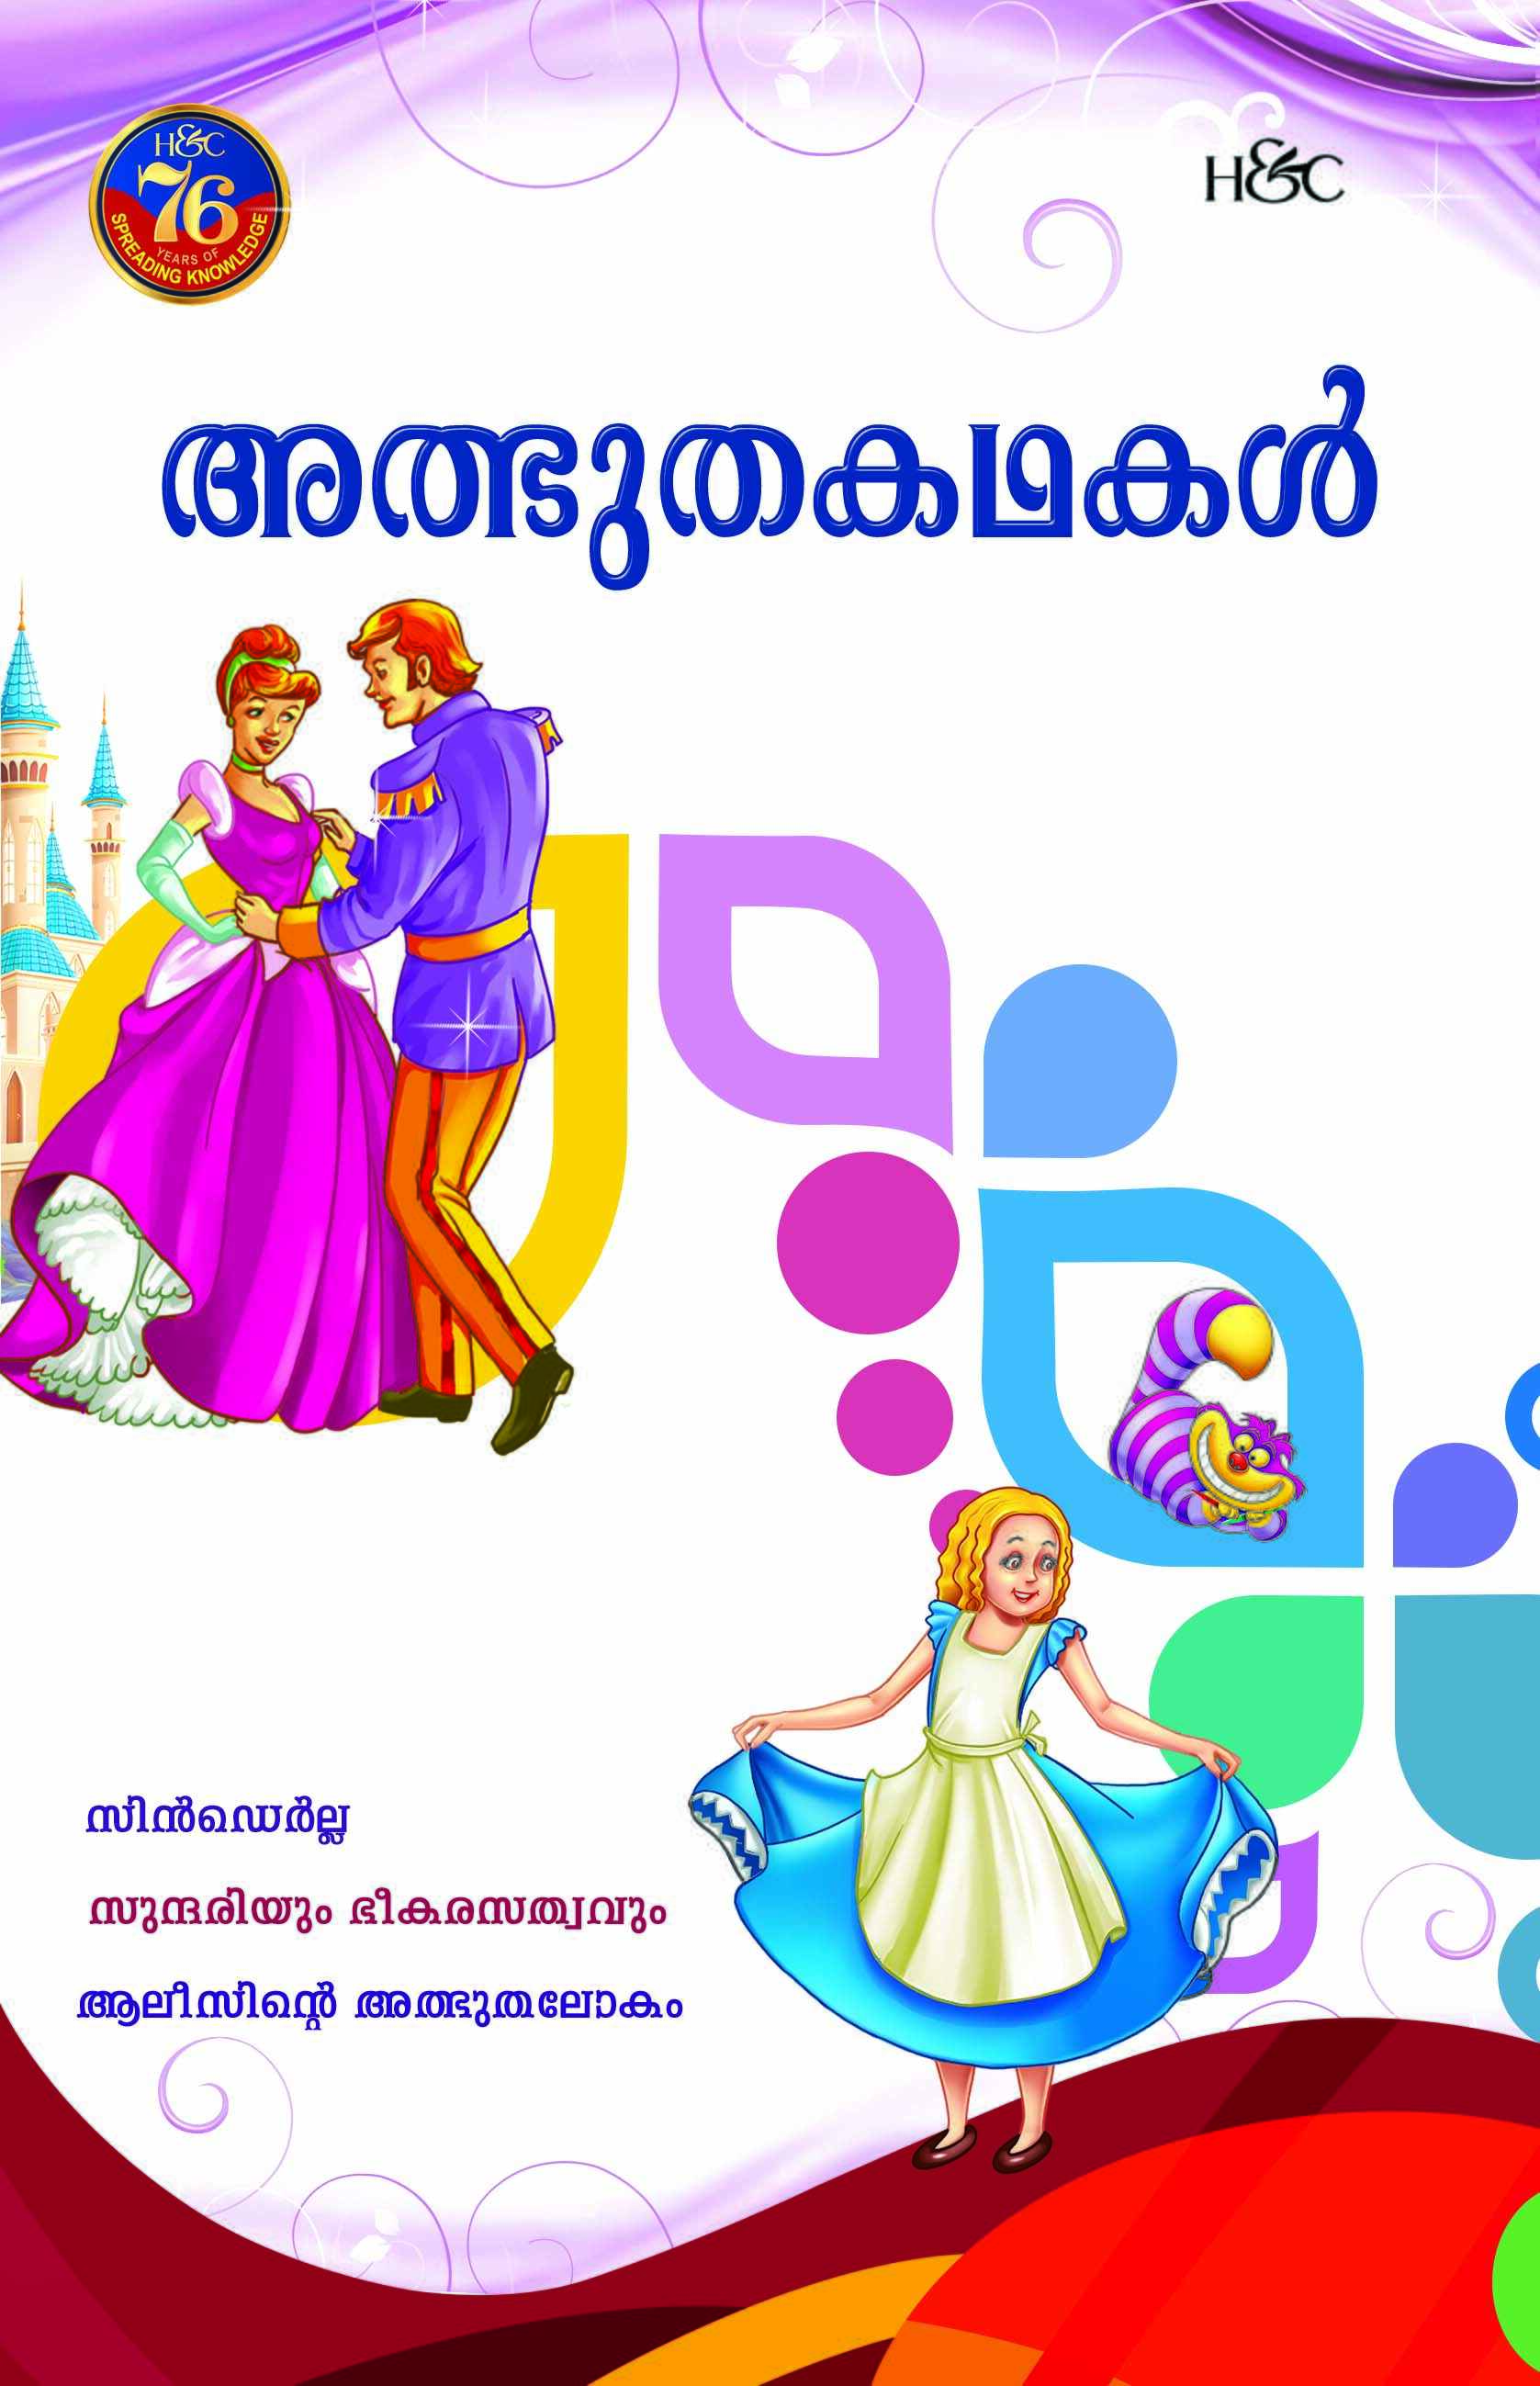 H&C
76
YEARS OF
SPREADING KNOWLEDGE
H&C
അത്ഭുതകഥകൾ
സിൻഡെർല്ല
സുന്ദരിയും ഭീകരസത്വവും
ആലീസിന്റെ അത്ഭുതലോകം